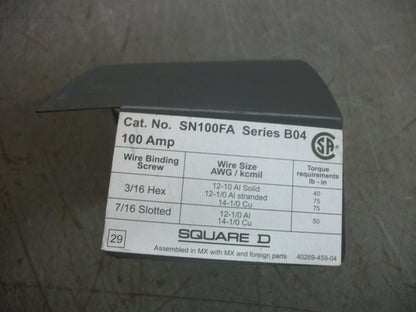 Cat. No. SN100FA Series B04
100 Amp
SA
Wire Binding Screw
Wire Size AWG / kcmil
Torque requirements lb - in
3/16 Hex
12-10 Al Solid
40
12-1/0 Al stranded
75
14-1/0 Cu
75
7/16 Slotted
12-1/0 Al
14-1/0 Cu
50
29
SQUARE D
Assembled in MX with MX and foreign parts
40269-459-04